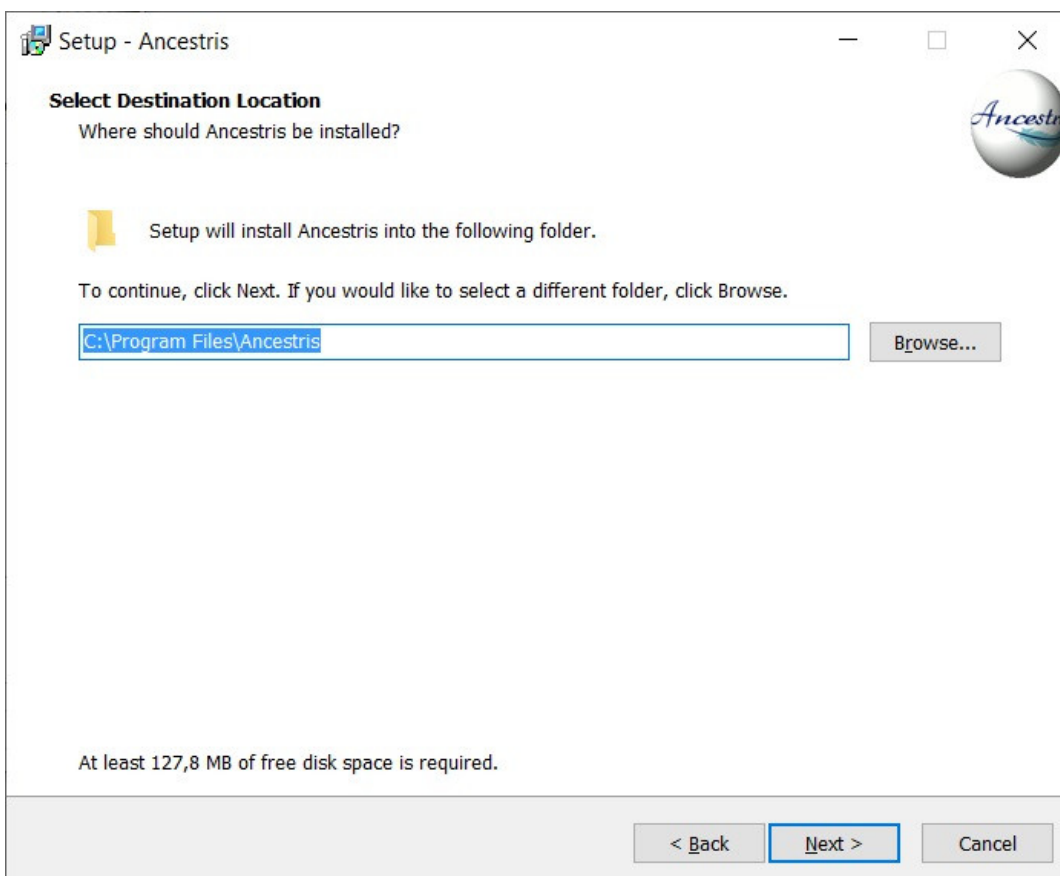 Setup - Ancestris
Select Destination Location
Where should Ancestris be installed?
Setup will install Ancestris into the following folder.
To continue, click Next. If you would like to select a different folder, click Browse.
C:\Program Files\Ancestris
Browse...
At least 127,8 MB of free disk space is required.
< Back
Next >
Cancel